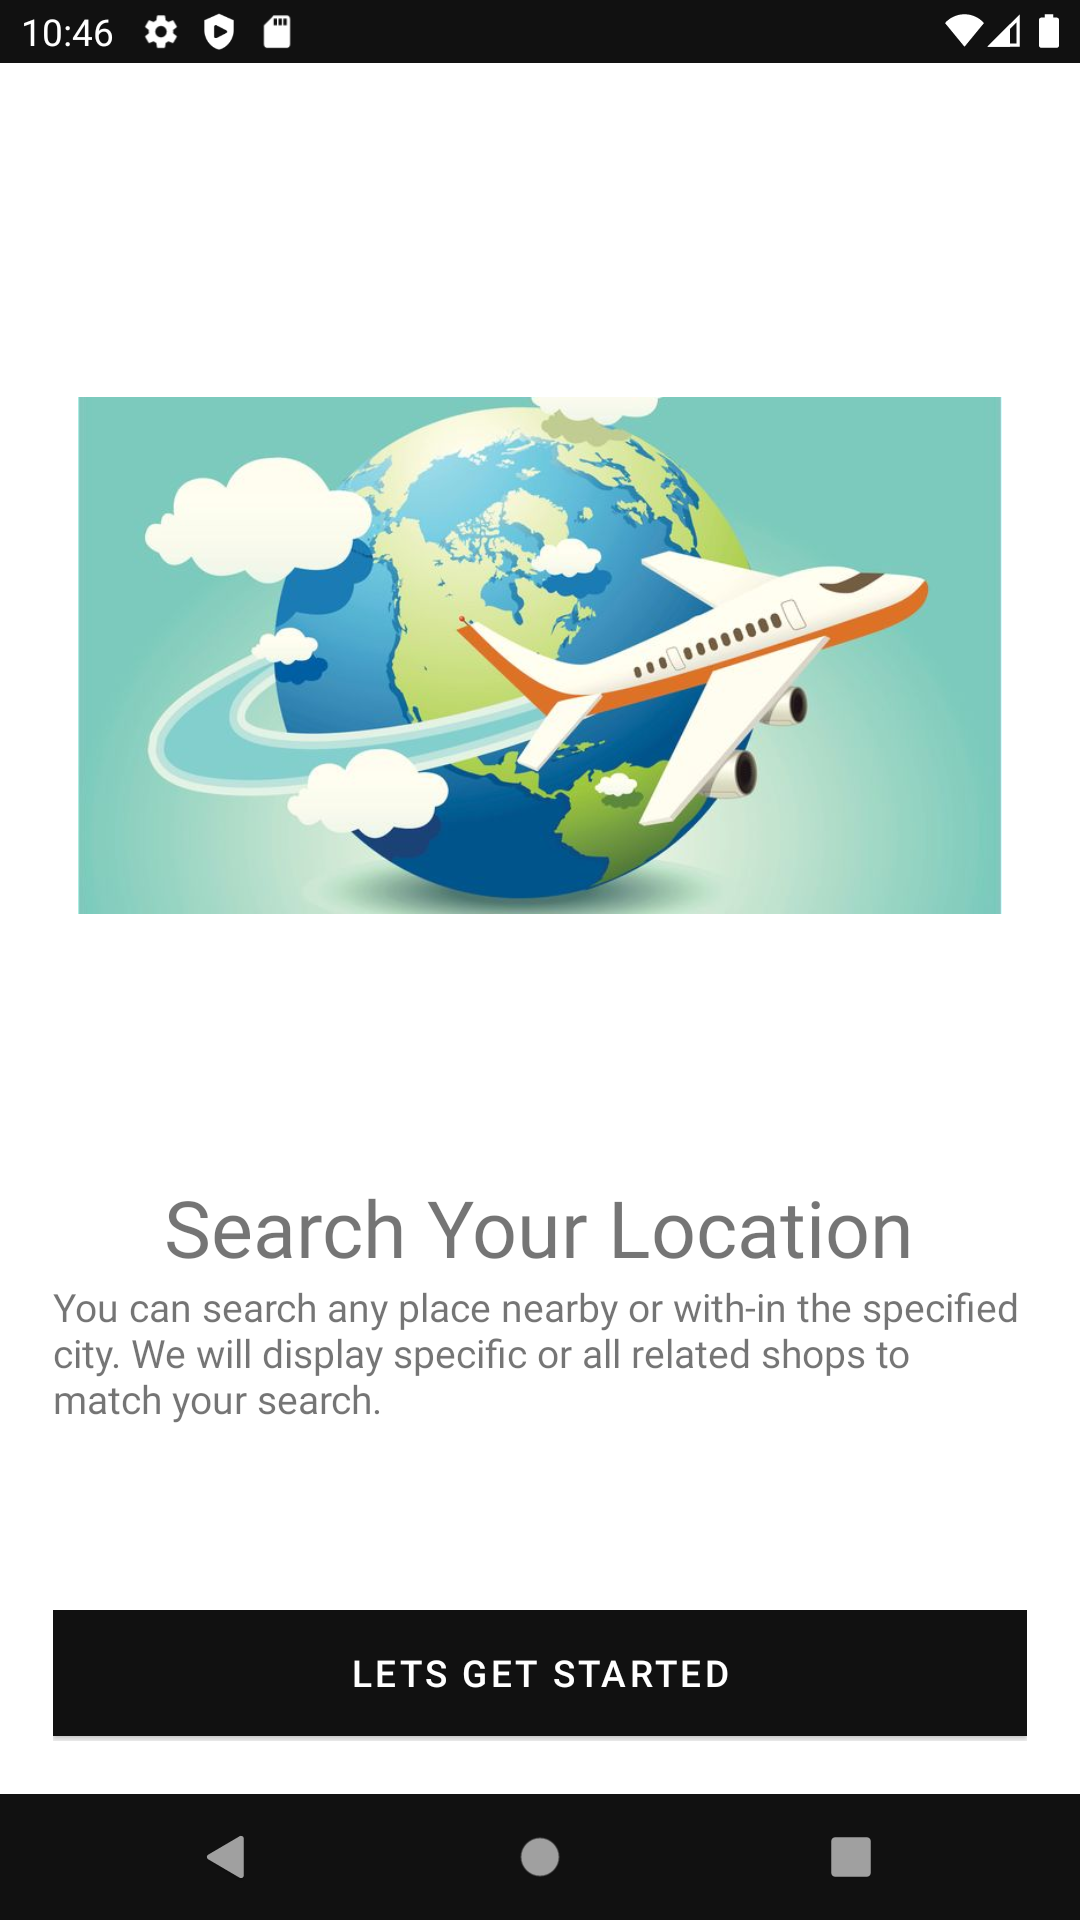 10:46
Search Your Location
You can search any place nearby or with-in the specified
city. We will display specific or all related shops to
match your search.
LETS GET STARTED